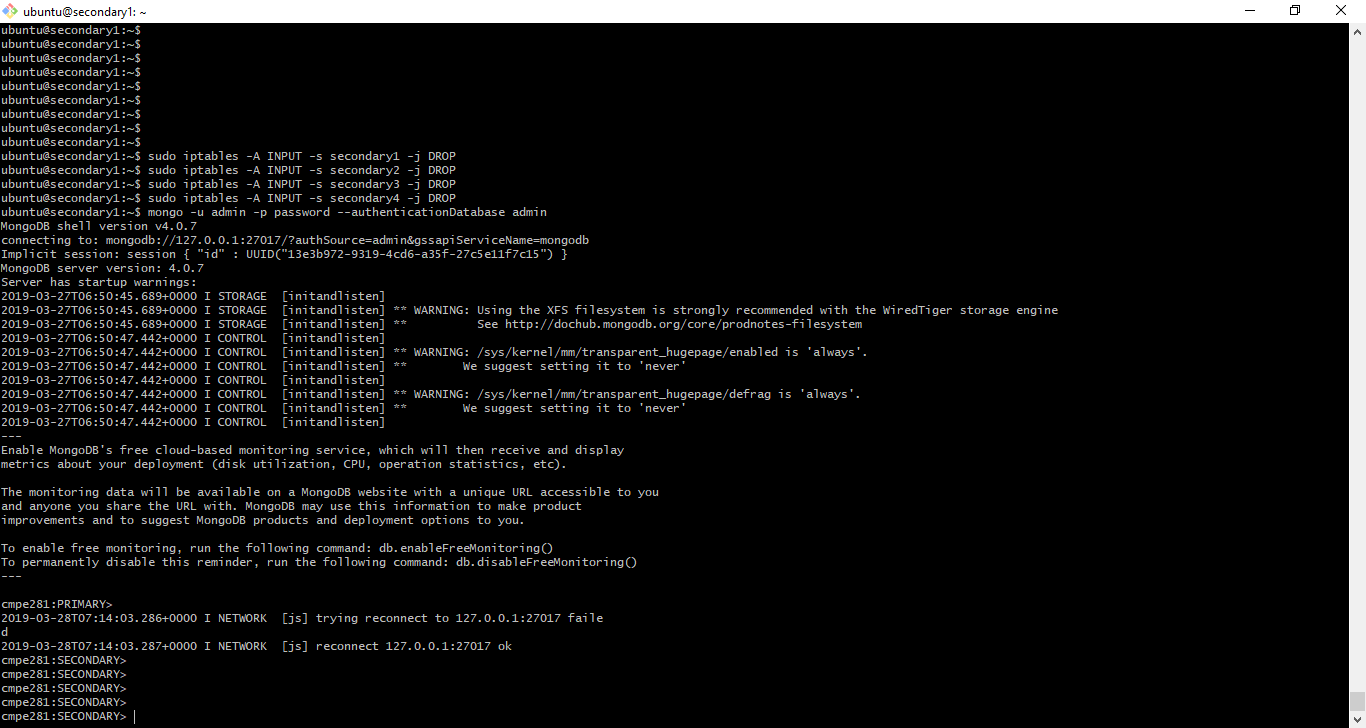 ubuntu@secondary1: ~
ubuntu@secondary1:~$
ubuntu@secondary1:~$
ubuntu@secondary1:~$
ubuntu@secondary1:~$
ubuntu@secondary1:~$
ubuntu@secondary1:~$
ubuntu@secondary1:~$
ubuntu@secondary1:~$
ubuntu@secondary1:~$
ubuntu@secondary1:~$ sudo iptables -A INPUT -s secondary1 -j DROP
ubuntu@secondary1:~$ sudo iptables -A INPUT -s secondary2 -j DROP
ubuntu@secondary1:~$ sudo iptables -A INPUT -s secondary3 -j DROP
ubuntu@secondary1:~$ sudo iptables -A INPUT -s secondary4 -j DROP
ubuntu@secondary1:~$ mongo -u admin -p password --authenticationDatabase admin
MongoDB shell version v4.0.7
connecting to: mongodb://127.0.0.1:27017/?authSource=admin&gssapiServiceName=mongodb
Implicit session: session { "id" : UUID("13e3b972-9319-4cd6-a35f-27c5e11f7c15") }
MongoDB server version: 4.0.7
Server has startup warnings:
2019-03-27T06:50:45.689+0000 I STORAGE  [initandlisten]
2019-03-27T06:50:45.689+0000 I STORAGE  [initandlisten] ** WARNING: Using the XFS filesystem is strongly recommended with the WiredTiger storage engine
2019-03-27T06:50:45.689+0000 I STORAGE  [initandlisten] **          See http://dochub.mongodb.org/core/prodnotes-filesystem
2019-03-27T06:50:47.442+0000 I CONTROL  [initandlisten]
2019-03-27T06:50:47.442+0000 I CONTROL  [initandlisten] ** WARNING: /sys/kernel/mm/transparent_hugepage/enabled is 'always'.
2019-03-27T06:50:47.442+0000 I CONTROL  [initandlisten] **        We suggest setting it to 'never'
2019-03-27T06:50:47.442+0000 I CONTROL  [initandlisten]
2019-03-27T06:50:47.442+0000 I CONTROL  [initandlisten] ** WARNING: /sys/kernel/mm/transparent_hugepage/defrag is 'always'.
2019-03-27T06:50:47.442+0000 I CONTROL  [initandlisten] **        We suggest setting it to 'never'
2019-03-27T06:50:47.442+0000 I CONTROL  [initandlisten]
---
Enable MongoDB's free cloud-based monitoring service, which will then receive and display
metrics about your deployment (disk utilization, CPU, operation statistics, etc).
The monitoring data will be available on a MongoDB website with a unique URL accessible to you
and anyone you share the URL with. MongoDB may use this information to make product
improvements and to suggest MongoDB products and deployment options to you.
To enable free monitoring, run the following command: db.enableFreeMonitoring()
To permanently disable this reminder, run the following command: db.disableFreeMonitoring()
---
cmpe281:PRIMARY>
2019-03-28T07:14:03.286+0000 I NETWORK  [js] trying reconnect to 127.0.0.1:27017 faile
d
2019-03-28T07:14:03.287+0000 I NETWORK  [js] reconnect 127.0.0.1:27017 ok
cmpe281:SECONDARY>
cmpe281:SECONDARY>
cmpe281:SECONDARY>
cmpe281:SECONDARY>
cmpe281:SECONDARY>